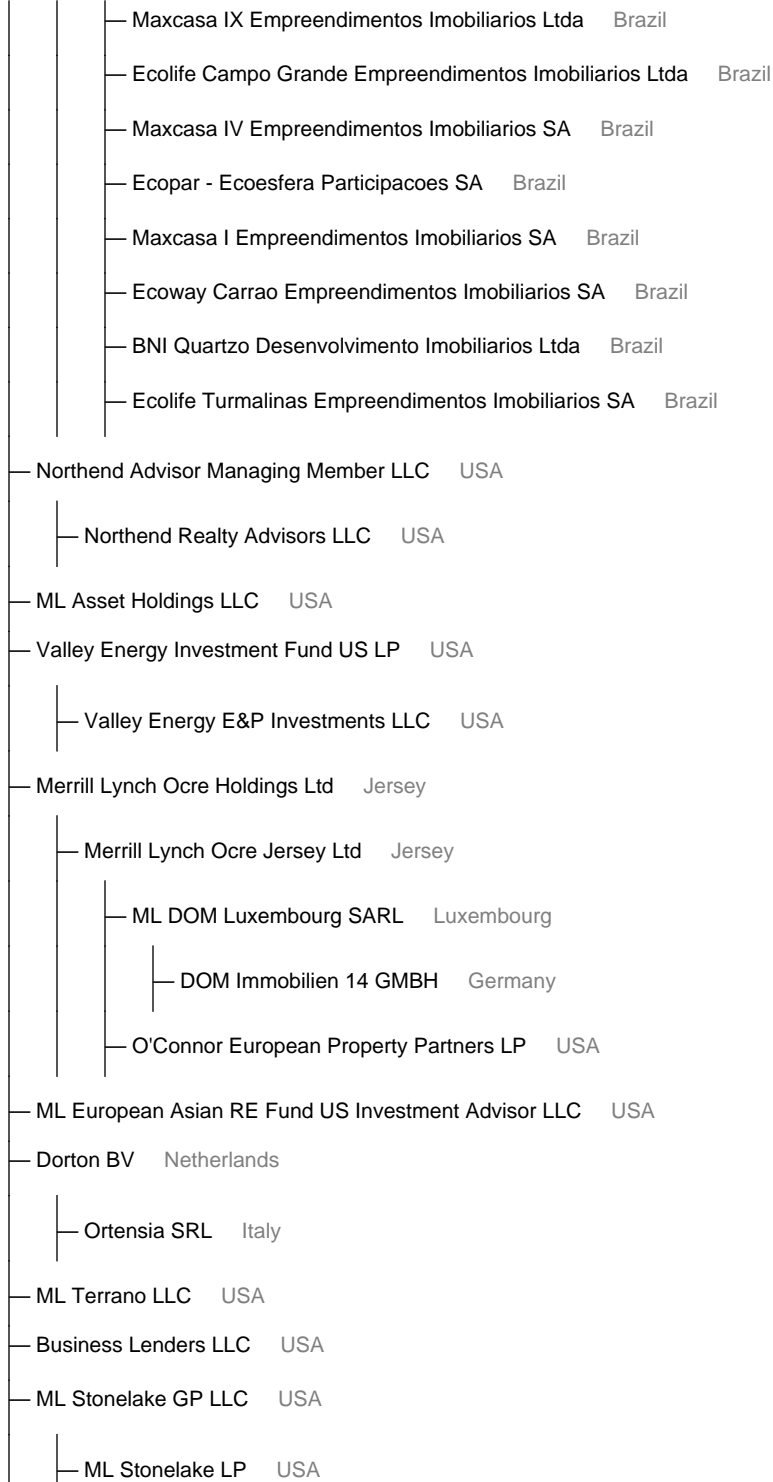 Maxcasa IX Empreendimentos Imobiliarios Ltda Brazil
Ecolife Campo Grande Empreendimentos Imobiliarios Ltda Brazil
Maxcasa IV Empreendimentos Imobiliarios SA Brazil
Ecopar - Ecoesfera Participacoes SA Brazil
Maxcasa I Empreendimentos Imobiliarios SA Brazil
Ecoway Carrao Empreendimentos Imobiliarios SA Brazil
BNI Quartzo Desenvolvimento Imobiliarios Ltda Brazil
Ecolife Turmalinas Empreendimentos Imobiliarios SA Brazil
Northend Advisor Managing Member LLC USA
Northend Realty Advisors LLC USA
ML Asset Holdings LLC USA
Valley Energy Investment Fund US LP USA
Valley Energy E&P Investments LLC USA
Merrill Lynch Ocre Holdings Ltd Jersey
Merrill Lynch Ocre Jersey Ltd Jersey
ML DOM Luxembourg SARL Luxembourg
DOM Immobilien 14 GMBH Germany
O'Connor European Property Partners LP USA
ML European Asian RE Fund US Investment Advisor LLC USA
Dorton BV Netherlands
Ortensia SRL Italy
ML Terrano LLC USA
Business Lenders LLC USA
ML Stonelake GP LLC USA
ML Stonelake LP USA